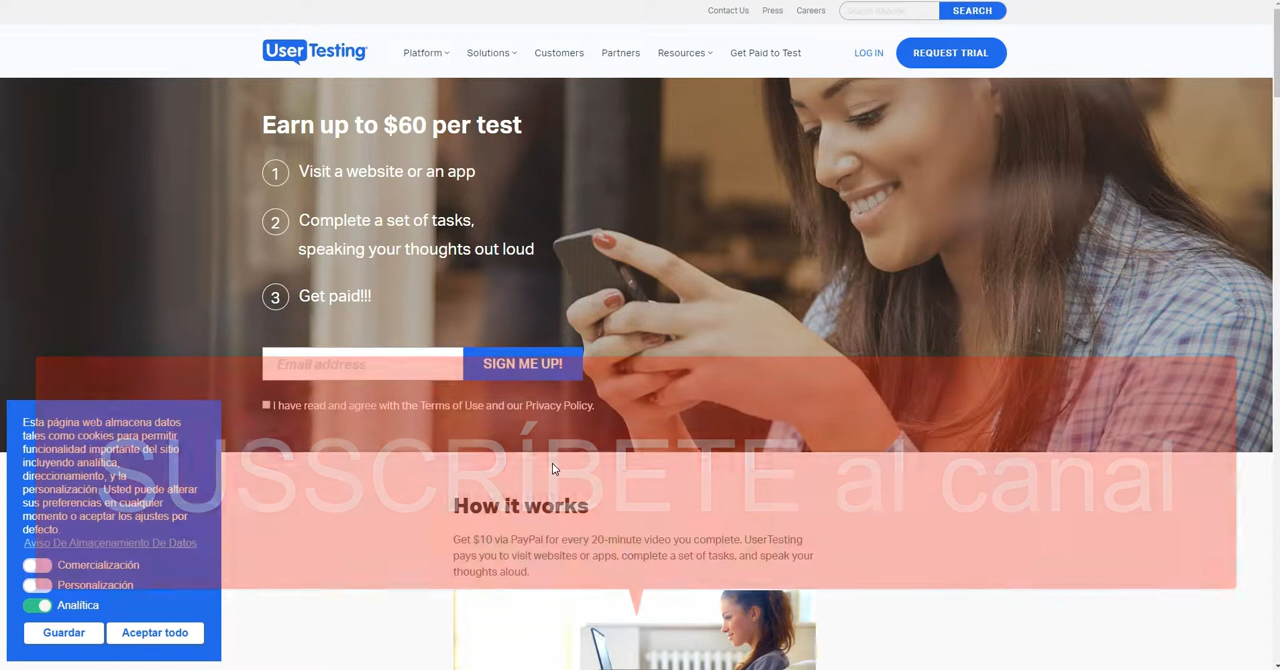 Contact Us Press Careers Search Website SEARCH
UserTesting Platform Solutions Customers Partners Resources Get Paid to Test LOG IN REQUEST TRIAL
Earn up to $60 per test
1 Visit a website or an app
2 Complete a set of tasks,
speaking your thoughts out loud
3 Get paid!!!
Email address SIGN ME UP!
I have read and agree with the Terms of Use and our Privacy Policy.
SUSSCRÍBETE al canal
How it works
Get $10 via PayPal for every 20-minute video you complete. UserTesting
pays you to visit websites or apps, complete a set of tasks, and speak your
thoughts aloud.
Esta página web almacena datos
tales como cookies para permitir
funcionalidad importante del sitio
incluyendo analítica,
direccionamiento, y la
personalización. Usted puede alterar
sus preferencias en cualquier
momento o aceptar los ajustes por
defecto.
Aviso De Almacenamiento De Datos
Comercialización
Personalización
Analítica
Guardar Aceptar todo